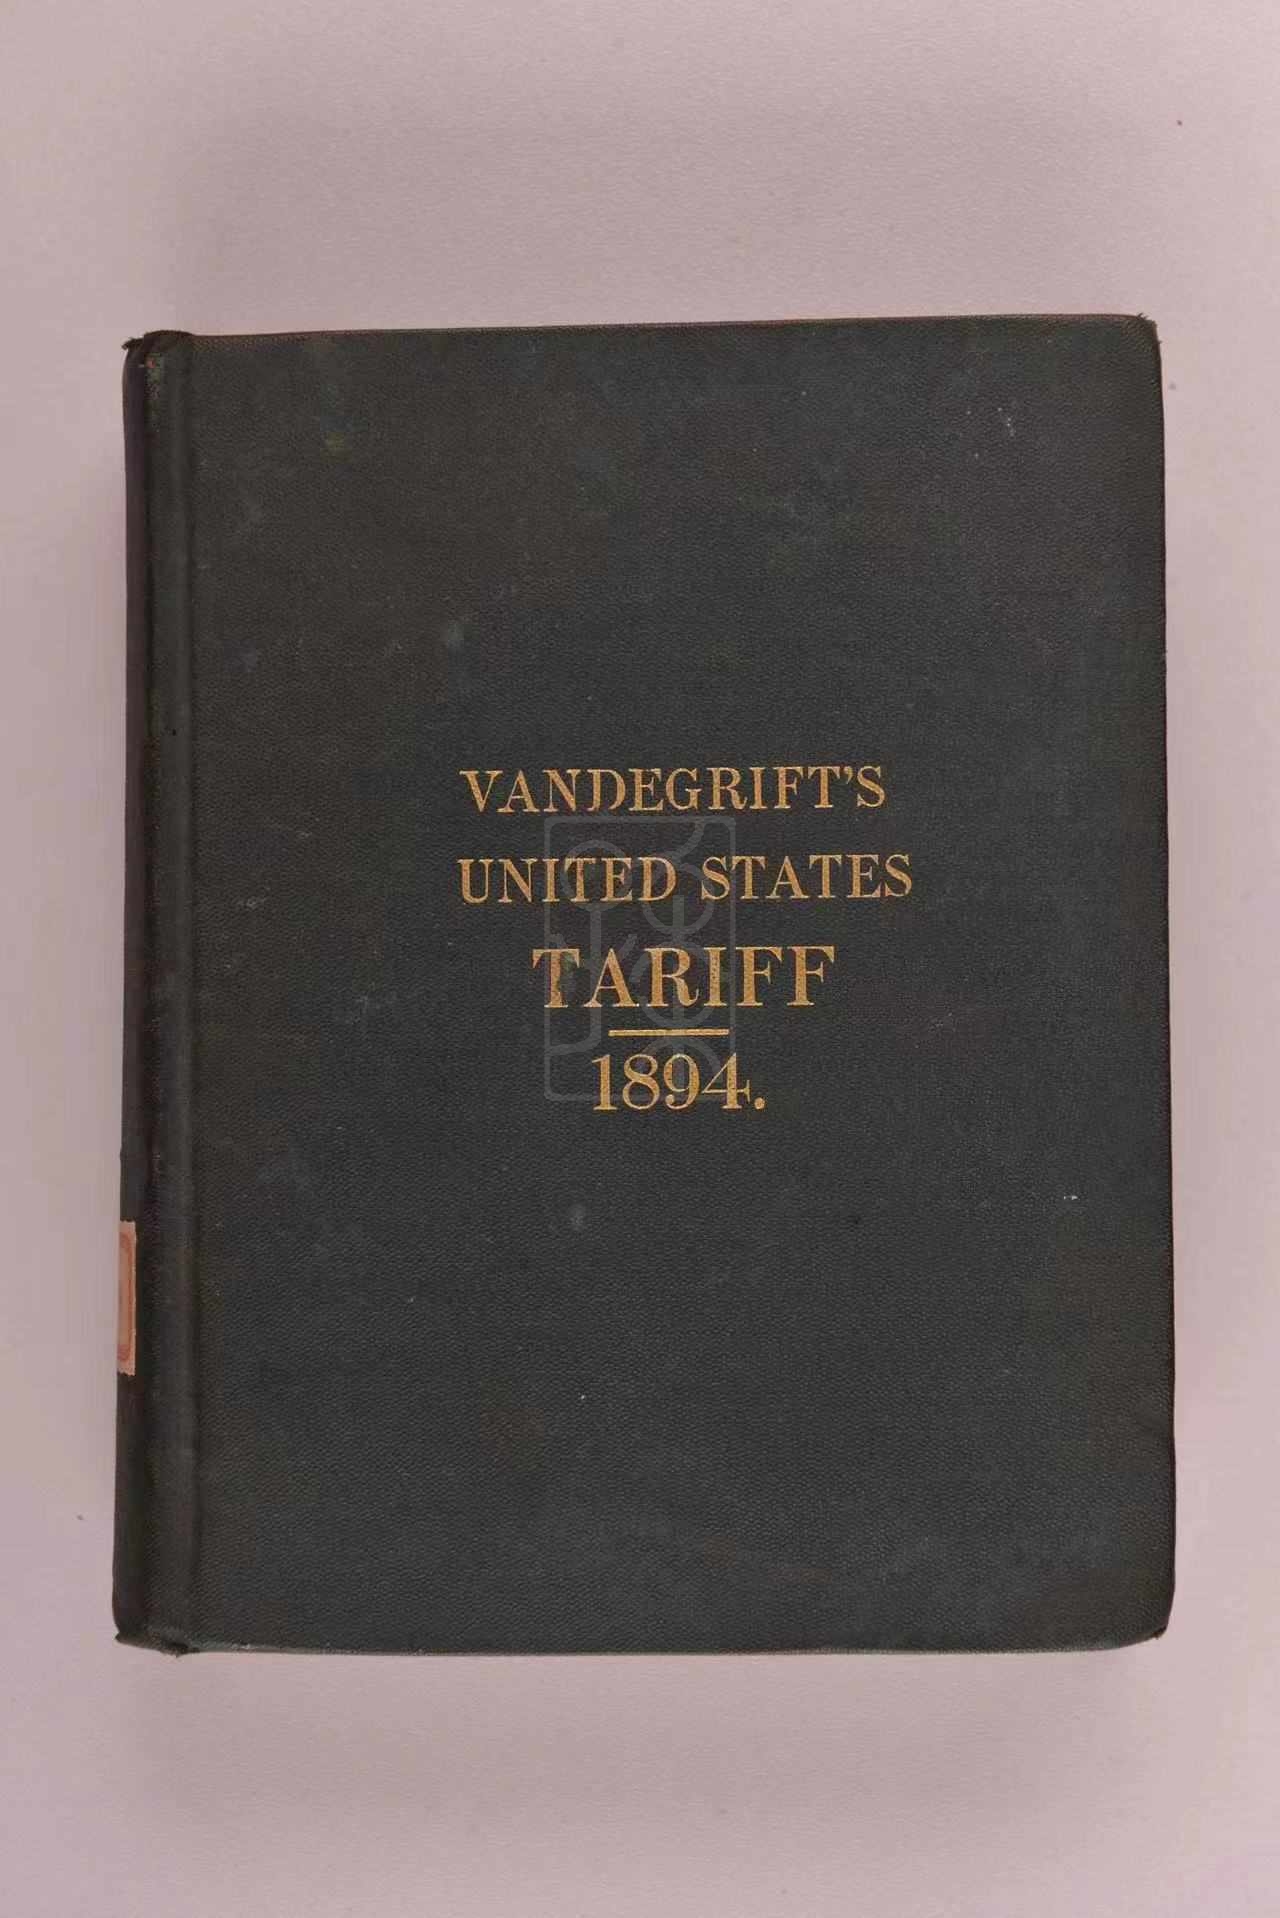 VANDEGRIFT'S
UNITED STATES
TARIFF
1894.